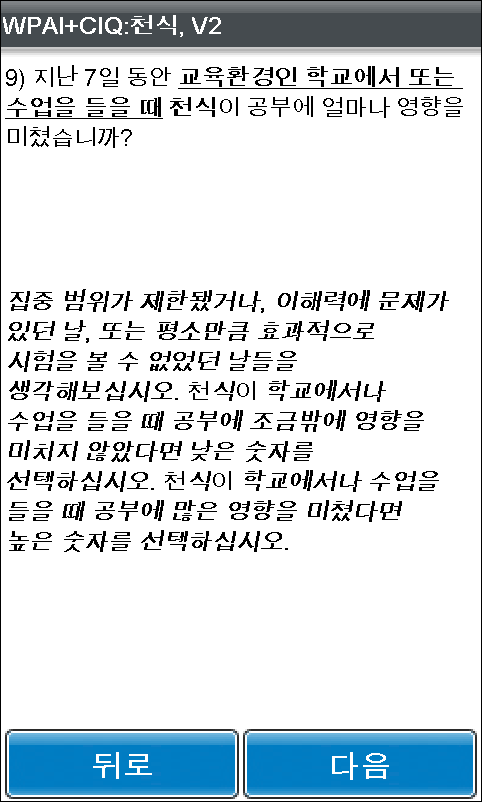 WPAI+CIQ:천식, V2
9) 지난 7일 동안 교육환경인 학교에서 또는
수업을 들을 때 천식이 공부에 얼마나 영향을
미쳤습니까?
집중 범위가 제한됐거나, 이해력에 문제가
있던 날, 또는 평소만큼 효과적으로
시험을 볼 수 없었던 날들을
생각해보십시오. 천식이 학교에서나
수업을 들을 때 공부에 조금밖에 영향을
미치지 않았다면 낮은 숫자를
선택하십시오. 천식이 학교에서나 수업을
들을 때 공부에 많은 영향을 미쳤다면
높은 숫자를 선택하십시오.
뒤로
다음